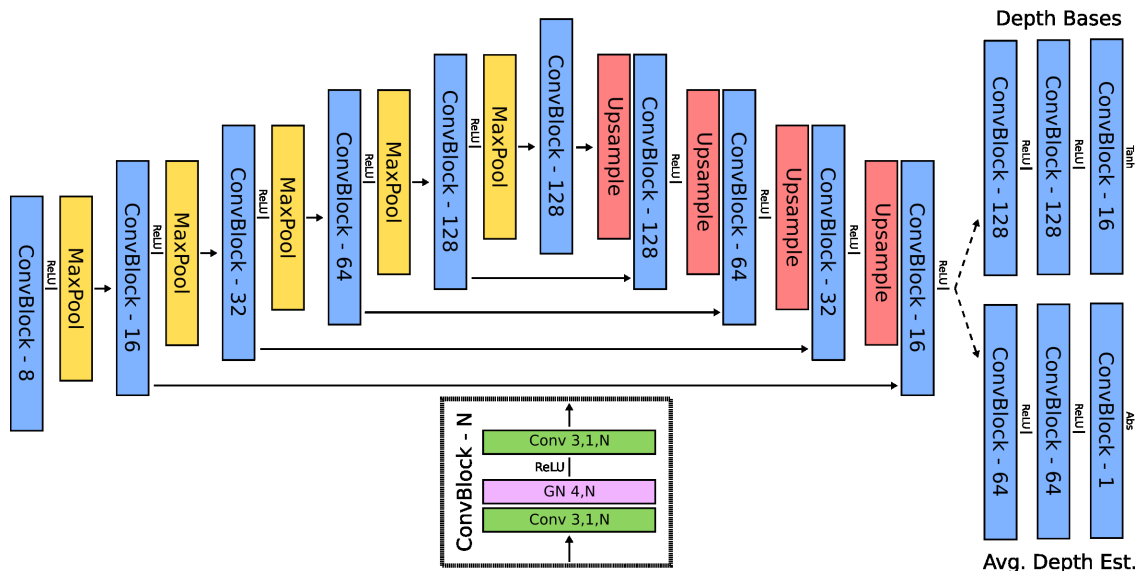 ConvBlock - 8
ReLU
MaxPool
ConvBlock - 16
ReLU
MaxPool
ConvBlock - 32
ReLU
MaxPool
ConvBlock - 64
ReLU
MaxPool
ConvBlock - 128
ReLU
MaxPool
ConvBlock - 128
Upsample
ConvBlock - 128
ReLU
Upsample
ConvBlock - 64
ReLU
Upsample
ConvBlock - 32
ReLU
Upsample
ConvBlock - 16
ReLU
Depth Bases
ConvBlock - 128
ReLU
ConvBlock - 128
ReLU
ConvBlock - 16
Tanh
ConvBlock - 64
ReLU
ConvBlock - 64
ReLU
ConvBlock - 1
Abs
Avg. Depth Est.
ConvBlock - N
Conv 3,1,N
ReLU
GN 4,N
Conv 3,1,N